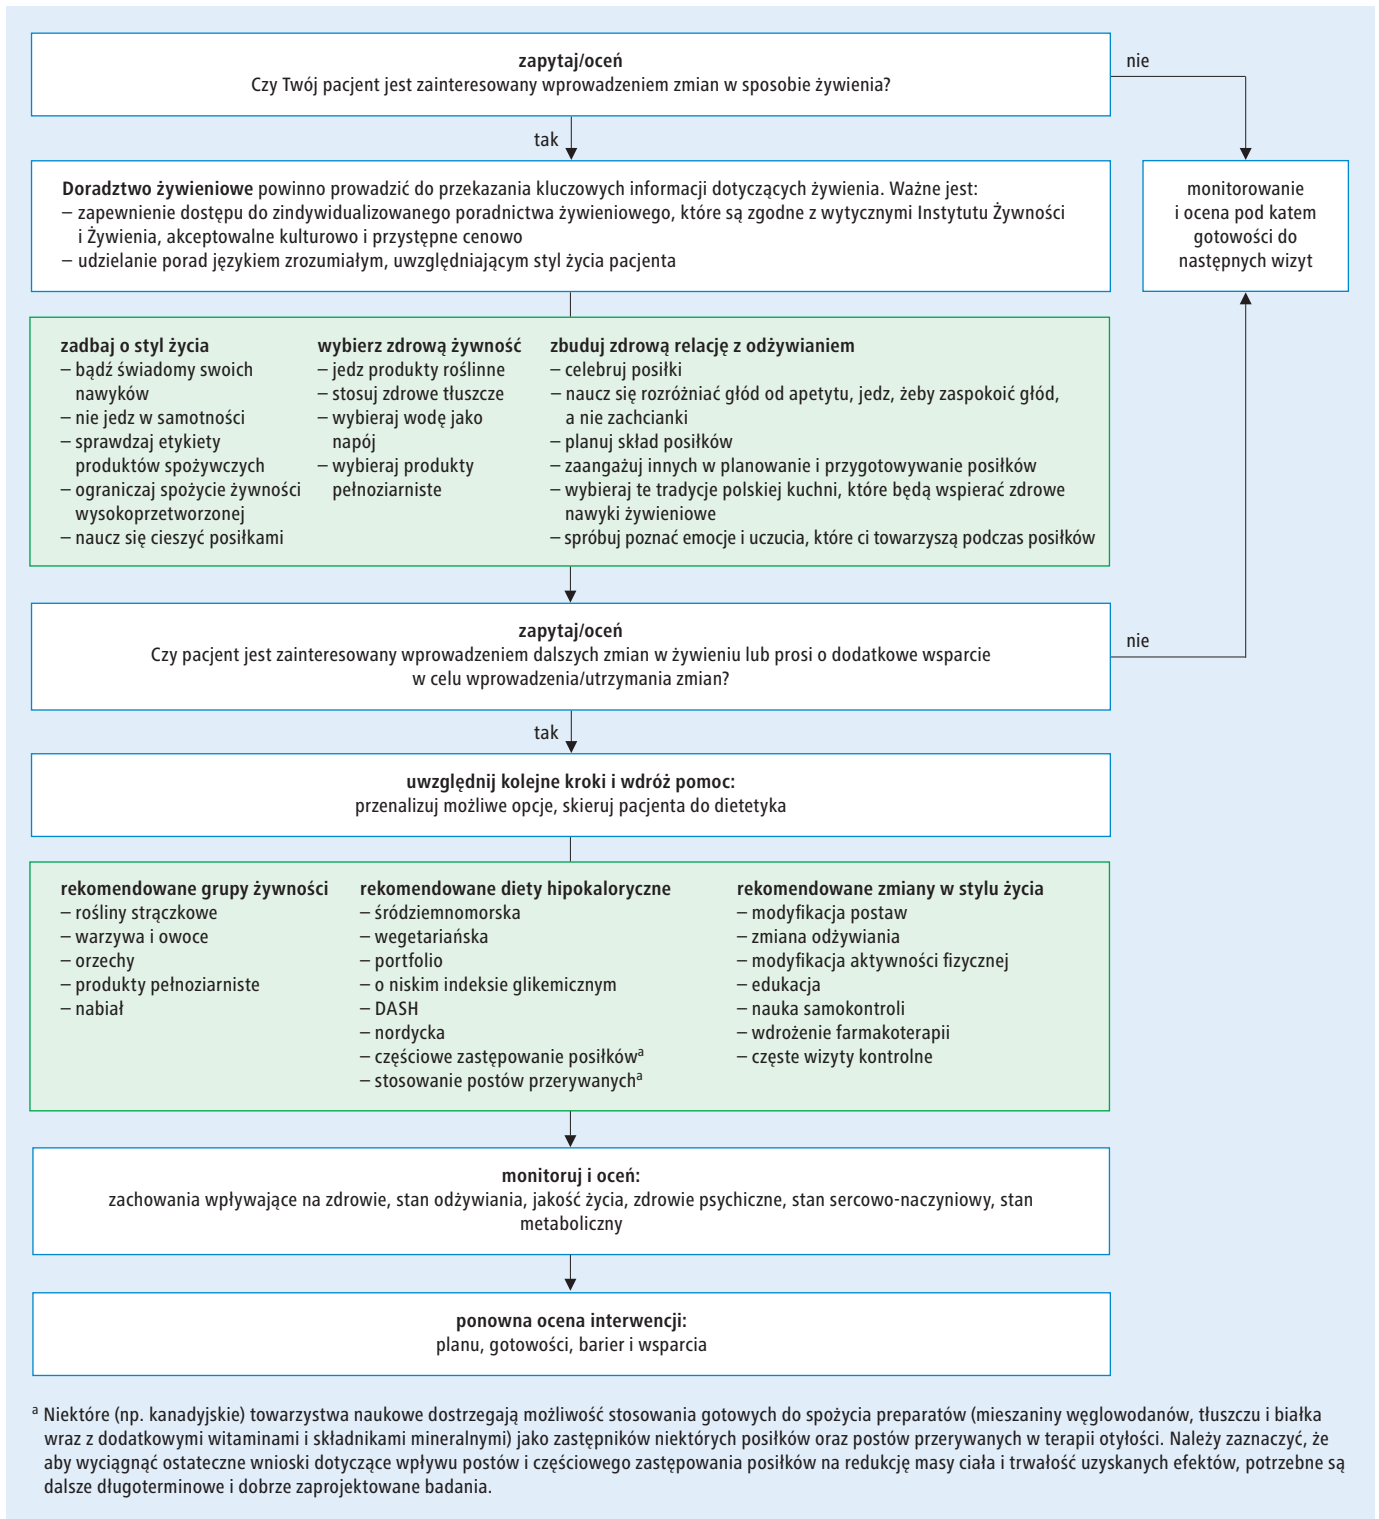 zapytaj/oceń
Czy Twój pacjent jest zainteresowany wprowadzeniem zmian w sposobie żywienia?
nie
tak
Doradztwo żywieniowe powinno prowadzić do przekazania kluczowych informacji dotyczących żywienia. Ważne jest:
– zapewnienie dostępu do zindywidualizowanego poradnictwa żywieniowego, które są zgodne z wytycznymi Instytutu Żywności
i Żywienia, akceptowalne kulturowo i przystępne cenowo
– udzielanie porad językiem zrozumiałym, uwzględniającym styl życia pacjenta
monitorowanie
i ocena pod katem
gotowości do
następnych wizyt
zadbaj o styl życia
– bądź świadomy swoich
nawyków
– nie jedz w samotności
– sprawdzaj etykiety
produktów spożywczych
– ograniczaj spożycie żywności
wysokoprzetworzonej
– naucz się cieszyć posiłkami
wybierz zdrową żywność
– jedz produkty roślinne
– stosuj zdrowe tłuszcze
– wybieraj wodę jako
napój
– wybieraj produkty
pełnoziarniste
zbuduj zdrową relację z odżywianiem
– celebruj posiłki
– naucz się rozróżniać głód od apetytu, jedz, żeby zaspokoić głód,
a nie zachcianki
– planuj skład posiłków
– zaangażuj innych w planowanie i przygotowywanie posiłków
– wybieraj te tradycje polskiej kuchni, które będą wspierać zdrowe
nawyki żywieniowe
– spróbuj poznać emocje i uczucia, które ci towarzyszą podczas posiłków
zapytaj/oceń
Czy pacjent jest zainteresowany wprowadzeniem dalszych zmian w żywieniu lub prosi o dodatkowe wsparcie
w celu wprowadzenia/utrzymania zmian?
nie
tak
uwzględnij kolejne kroki i wdróż pomoc:
przenalizuj możliwe opcje, skieruj pacjenta do dietetyka
rekomendowane grupy żywności
– rośliny strączkowe
– warzywa i owoce
– orzechy
– produkty pełnoziarniste
– nabiał
rekomendowane diety hipokaloryczne
– śródziemnomorska
– wegetariańska
– portfolio
– o niskim indeksie glikemicznym
– DASH
– nordycka
– częściowe zastępowanie posiłkówᵃ
– stosowanie postów przerywanychᵃ
rekomendowane zmiany w stylu życia
– modyfikacja postaw
– zmiana odżywiania
– modyfikacja aktywności fizycznej
– edukacja
– nauka samokontroli
– wdrożenie farmakoterapii
– częste wizyty kontrolne
monitoruj i oceń:
zachowania wpływające na zdrowie, stan odżywiania, jakość życia, zdrowie psychiczne, stan sercowo-naczyniowy, stan
metaboliczny
ponowna ocena interwencji:
planu, gotowości, barier i wsparcia
ᵃ Niektóre (np. kanadyjskie) towarzystwa naukowe dostrzegają możliwość stosowania gotowych do spożycia preparatów (mieszaniny węglowodanów, tłuszczu i białka
wraz z dodatkowymi witaminami i składnikami mineralnymi) jako zastępników niektórych posiłków oraz postów przerywanych w terapii otyłości. Należy zaznaczyć, że
aby wyciągnąć ostateczne wnioski dotyczące wpływu postów i częściowego zastępowania posiłków na redukcję masy ciała i trwałość uzyskanych efektów, potrzebne są
dalsze długoterminowe i dobrze zaprojektowane badania.